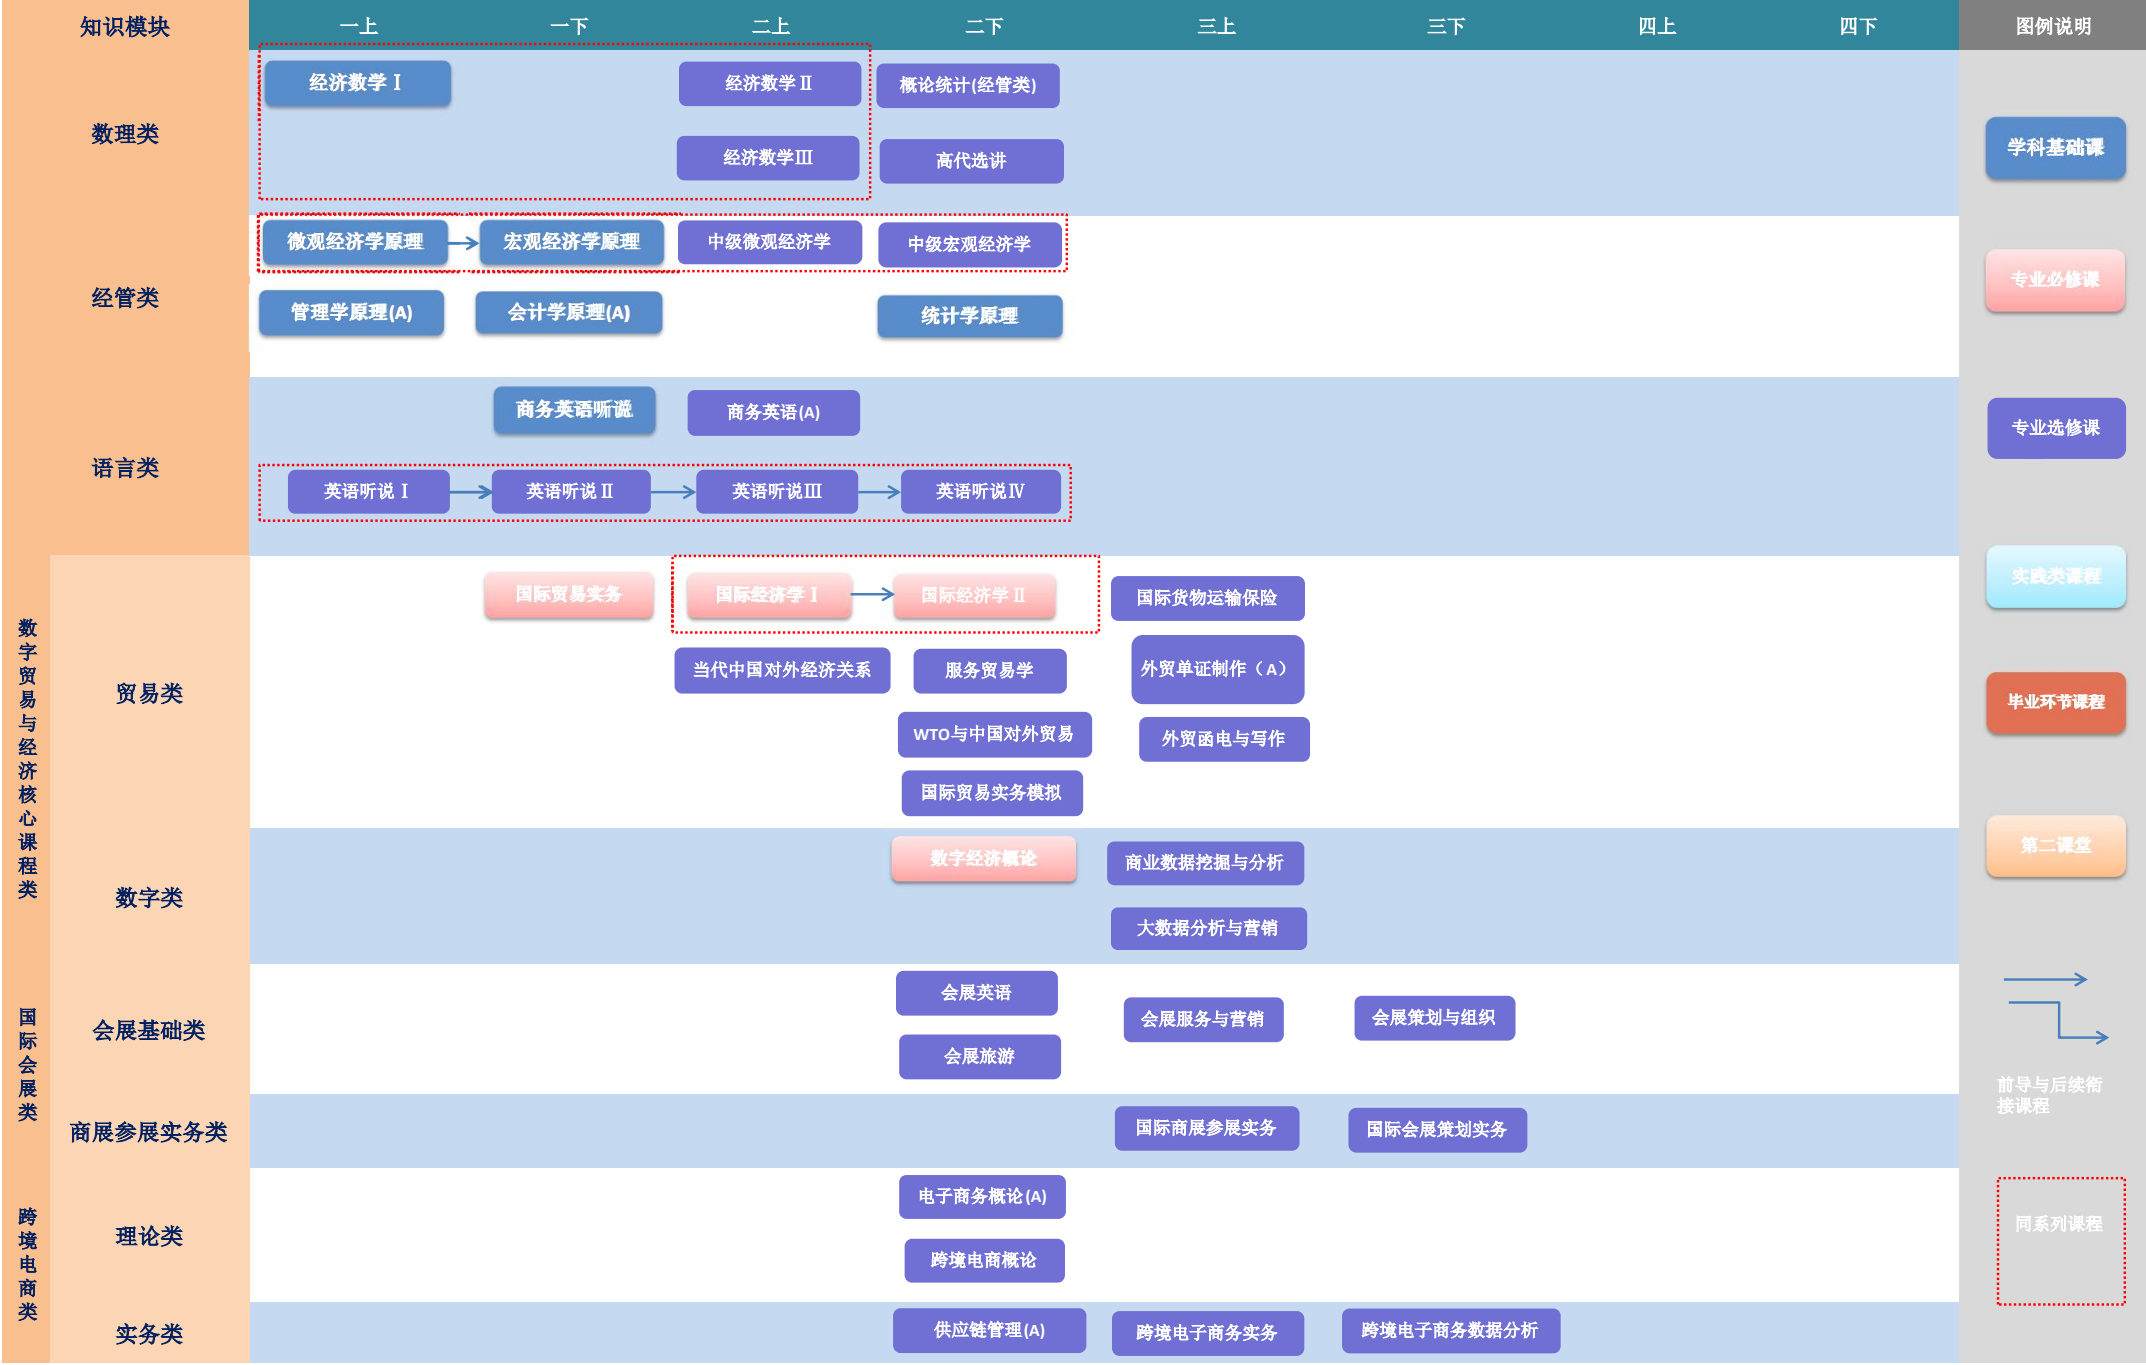 知识模块
一上
一下
二上
二下
三上
三下
四上
四下
图例说明
数理类
经济数学Ⅰ
经济数学Ⅱ
概论统计(经管类)
经济数学Ⅲ
高代选讲
经管类
微观经济学原理
宏观经济学原理
中级微观经济学
中级宏观经济学
管理学原理(A)
会计学原理(A)
统计学原理
语言类
商务英语听说
商务英语(A)
英语听说Ⅰ
英语听说Ⅱ
英语听说Ⅲ
英语听说Ⅳ
数字贸易与经济核心课程类
贸易类
国际贸易实务
国际经济学Ⅰ
国际经济学Ⅱ
国际货物运输保险
当代中国对外经济关系
服务贸易学
外贸单证制作（A）
WTO与中国对外贸易
外贸函电与写作
国际贸易实务模拟
数字类
数字经济概论
商业数据挖掘与分析
大数据分析与营销
国际会展类
会展基础类
会展英语
会展服务与营销
会展策划与组织
会展旅游
商展参展实务类
国际商展参展实务
国际会展策划实务
跨境电商类
理论类
电子商务概论(A)
跨境电商概论
实务类
供应链管理(A)
跨境电子商务实务
跨境电子商务数据分析
学科基础课
专业必修课
专业选修课
实践类课程
毕业环节课程
第二课堂
前导与后续衔
接课程
同系列课程